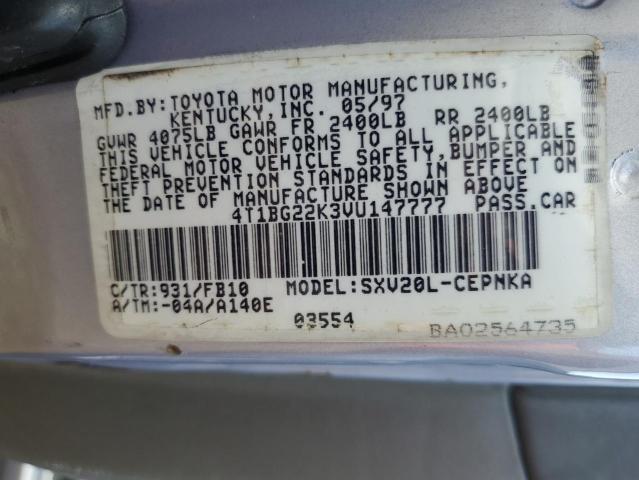 MFD.BY: TOYOTA MOTOR MANUFACTURING,
KENTUCKY, INC. 05/97
GVWR 4075LB GAWR FR 2400LB RR 2400LB
THIS VEHICLE CONFORMS TO ALL APPLICABLE
FEDERAL MOTOR VEHICLE SAFETY, BUMPER AND
THEFT PREVENTION STANDARDS IN EFFECT ON
THE DATE OF MANUFACTURE SHOWN ABOVE
4T1BG22K3VU147777 PASS.CAR
C/TR:931/FB10 MODEL:SXV20L-CEPNKA
A/TM:-04A/A140E
03554 BA02564735